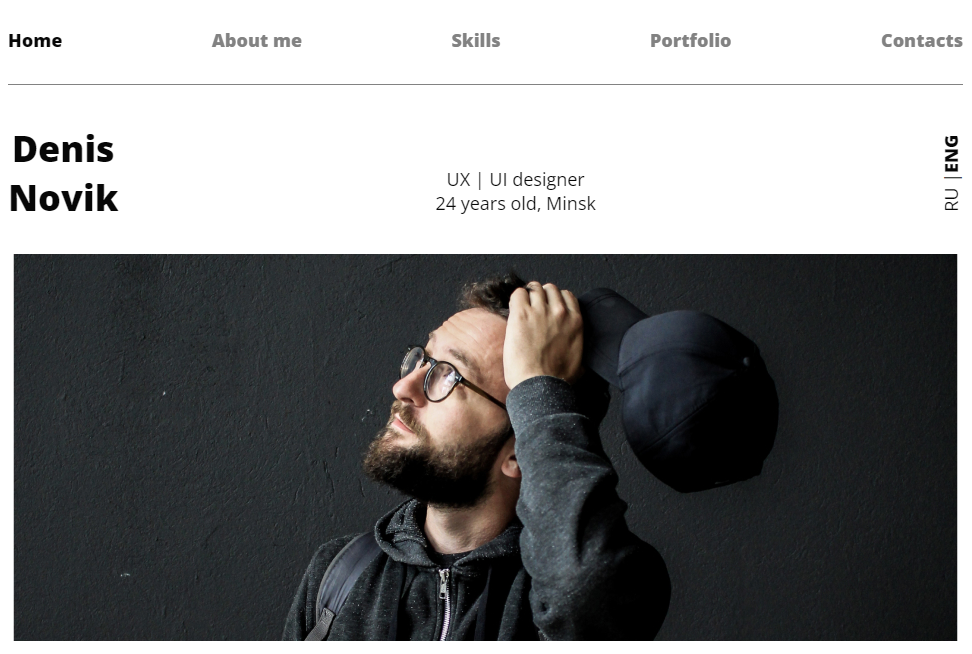 Home About me Skills Portfolio Contacts
Denis
Novik
UX | UI designer
24 years old, Minsk
RU |ENG